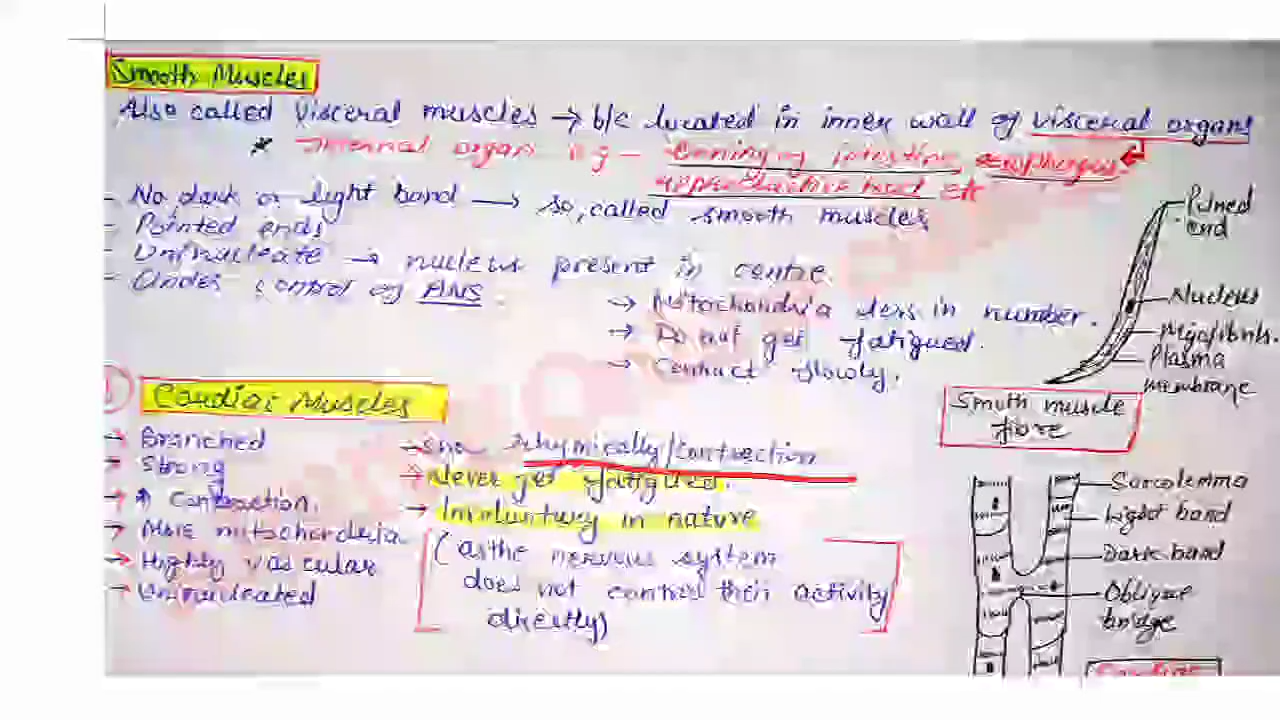 Smooth Muscles
Also called Visceral muscles → b/c located in inner wall of visceral organs
* Internal organ e.g - Linning of intestine, oesophagus
reproductive tract etc
- No dark or light band → so, called smooth muscles
- Pointed ends
- Uninucleate → nucleus present in centre.
- Under control of ANS.
→ Mitochondria less in number.
→ Do not get fatigued.
→ Contract slowly.
Pointed end
Nucleus
Myofibrils.
Plasma membrane
Smooth muscle fibre
Cardiac Muscles
→ Branched
→ Strong
→ ↑ Contraction.
→ More mitochondria
→ Highly vascular
→ Uninucleated
→ show rhymically/contraction
→ Never get fatigued.
→ Involuntary in nature
(as the nervous system
does not control their activity
directly)
Sarcolemma
Light band
Dark band
Oblique
bridge